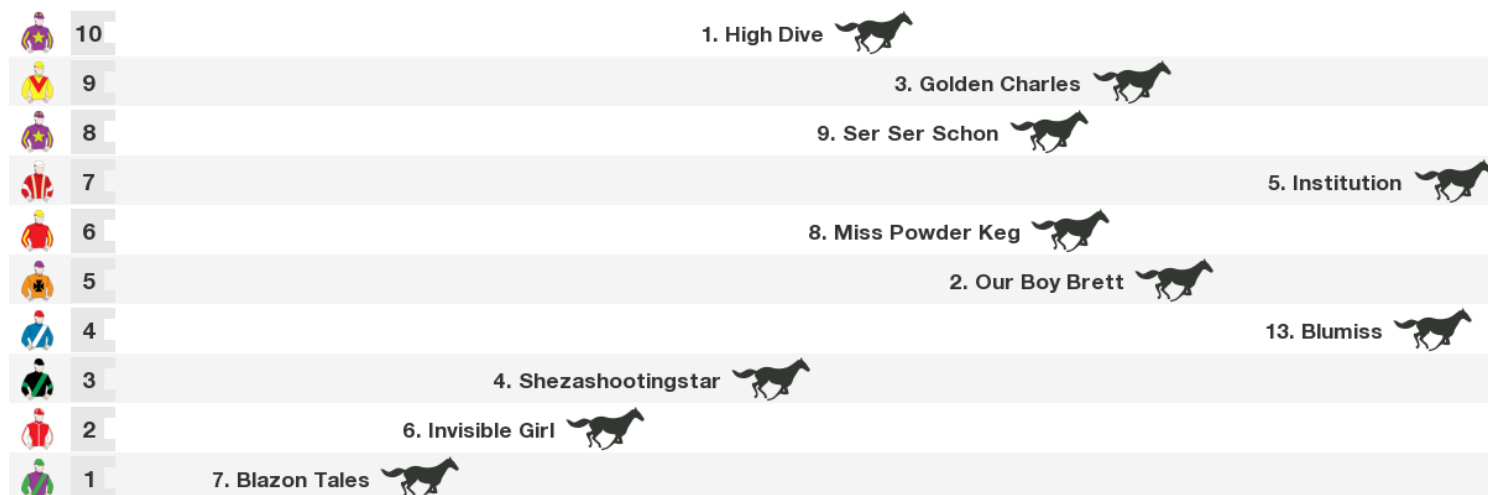 10 1. High Dive
9 3. Golden Charles
8 9. Ser Ser Schon
7 5. Institution
6 8. Miss Powder Keg
5 2. Our Boy Brett
4 13. Blumiss
3 4. Shezashootingstar
2 6. Invisible Girl
1 7. Blazon Tales